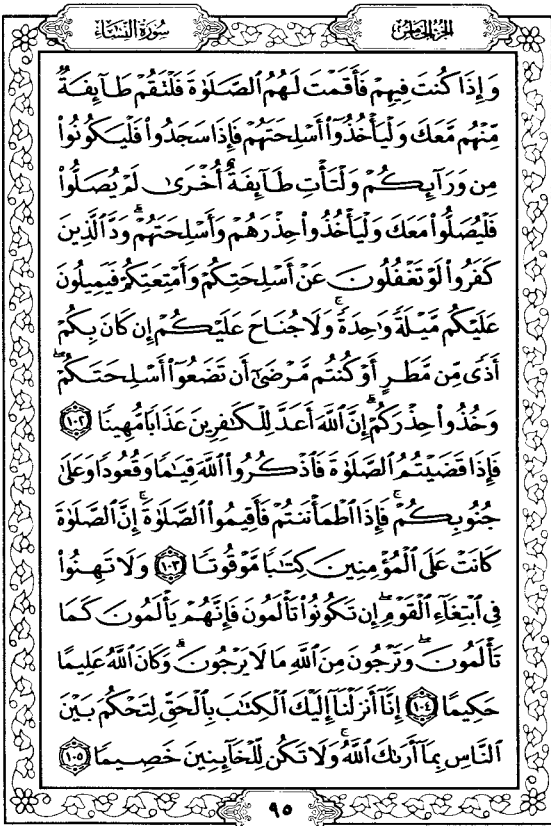 سُورَةُ النِّسَاءِ
الجزء الخامس
وَإِذَا كُنتَ فِيهِمْ فَأَقَمْتَ لَهُمُ ٱلصَّلَوٰةَ فَلْتَقُمْ طَآئِفَةٌ
مِّنْهُم مَّعَكَ وَلْيَأْخُذُوٓا۟ أَسْلِحَتَهُمْ فَإِذَا سَجَدُوا۟ فَلْيَكُونُوا۟
مِن وَرَآئِكُمْ وَلْتَأْتِ طَآئِفَةٌ أُخْرَىٰ لَمْ يُصَلُّوا۟
فَلْيُصَلُّوا۟ مَعَكَ وَلْيَأْخُذُوا۟ حِذْرَهُمْ وَأَسْلِحَتَهُمْ ۗ وَدَّ ٱلَّذِينَ
كَفَرُوا۟ لَوْ تَغْفُلُونَ عَنْ أَسْلِحَتِكُمْ وَأَمْتِعَتِكُمْ فَيَمِيلُونَ
عَلَيْكُم مَّيْلَةً وَٰحِدَةً ۚ وَلَا جُنَاحَ عَلَيْكُمْ إِن كَانَ بِكُمْ
أَذًى مِّن مَّطَرٍ أَوْ كُنتُم مَّرْضَىٰٓ أَن تَضَعُوٓا۟ أَسْلِحَتَكُمْ ۖ
وَخُذُوا۟ حِذْرَكُمْ ۗ إِنَّ ٱللَّهَ أَعَدَّ لِلْكَٰفِرِينَ عَذَابًا مُّهِينًا ١٠٢
فَإِذَا قَضَيْتُمُ ٱلصَّلَوٰةَ فَٱذْكُرُوا۟ ٱللَّهَ قِيَٰمًا وَقُعُودًا وَعَلَىٰ
جُنُوبِكُمْ ۚ فَإِذَا ٱطْمَأْنَنتُمْ فَأَقِيمُوا۟ ٱلصَّلَوٰةَ ۚ إِنَّ ٱلصَّلَوٰةَ
كَانَتْ عَلَى ٱلْمُؤْمِنِينَ كِتَٰبًا مَّوْقُوتًا ١٠٣ وَلَا تَهِنُوا۟
فِى ٱبْتِغَآءِ ٱلْقَوْمِ ۖ إِن تَكُونُوا۟ تَأْلَمُونَ فَإِنَّهُمْ يَأْلَمُونَ كَمَا
تَأْلَمُونَ ۖ وَتَرْجُونَ مِنَ ٱللَّهِ مَا لَا يَرْجُونَ ۗ وَكَانَ ٱللَّهُ عَلِيمًا
حَكِيمًا ١٠٤ إِنَّآ أَنزَلْنَآ إِلَيْكَ ٱلْكِتَٰبَ بِٱلْحَقِّ لِتَحْكُمَ بَيْنَ
ٱلنَّاسِ بِمَآ أَرَىٰكَ ٱللَّهُ ۚ وَلَا تَكُن لِّلْخَآئِنِينَ خَصِيمًا ١٠٥
٩٥